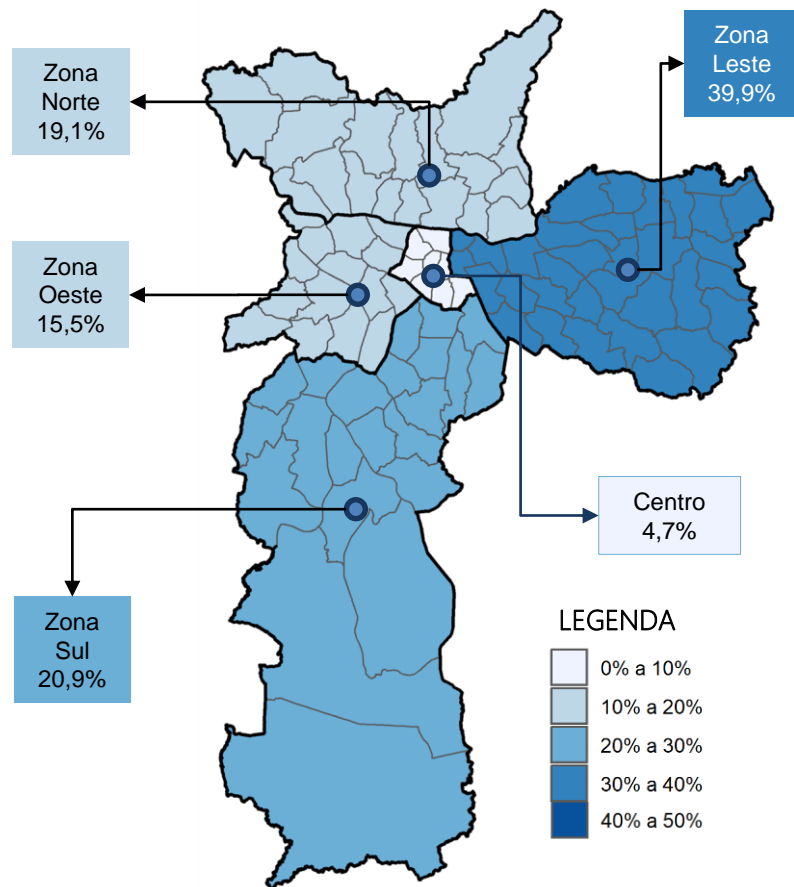 Zona
Norte
19,1%
Zona
Leste
39,9%
Zona
Oeste
15,5%
Centro
4,7%
Zona
Sul
20,9%
LEGENDA
0% a 10%
10% a 20%
20% a 30%
30% a 40%
40% a 50%